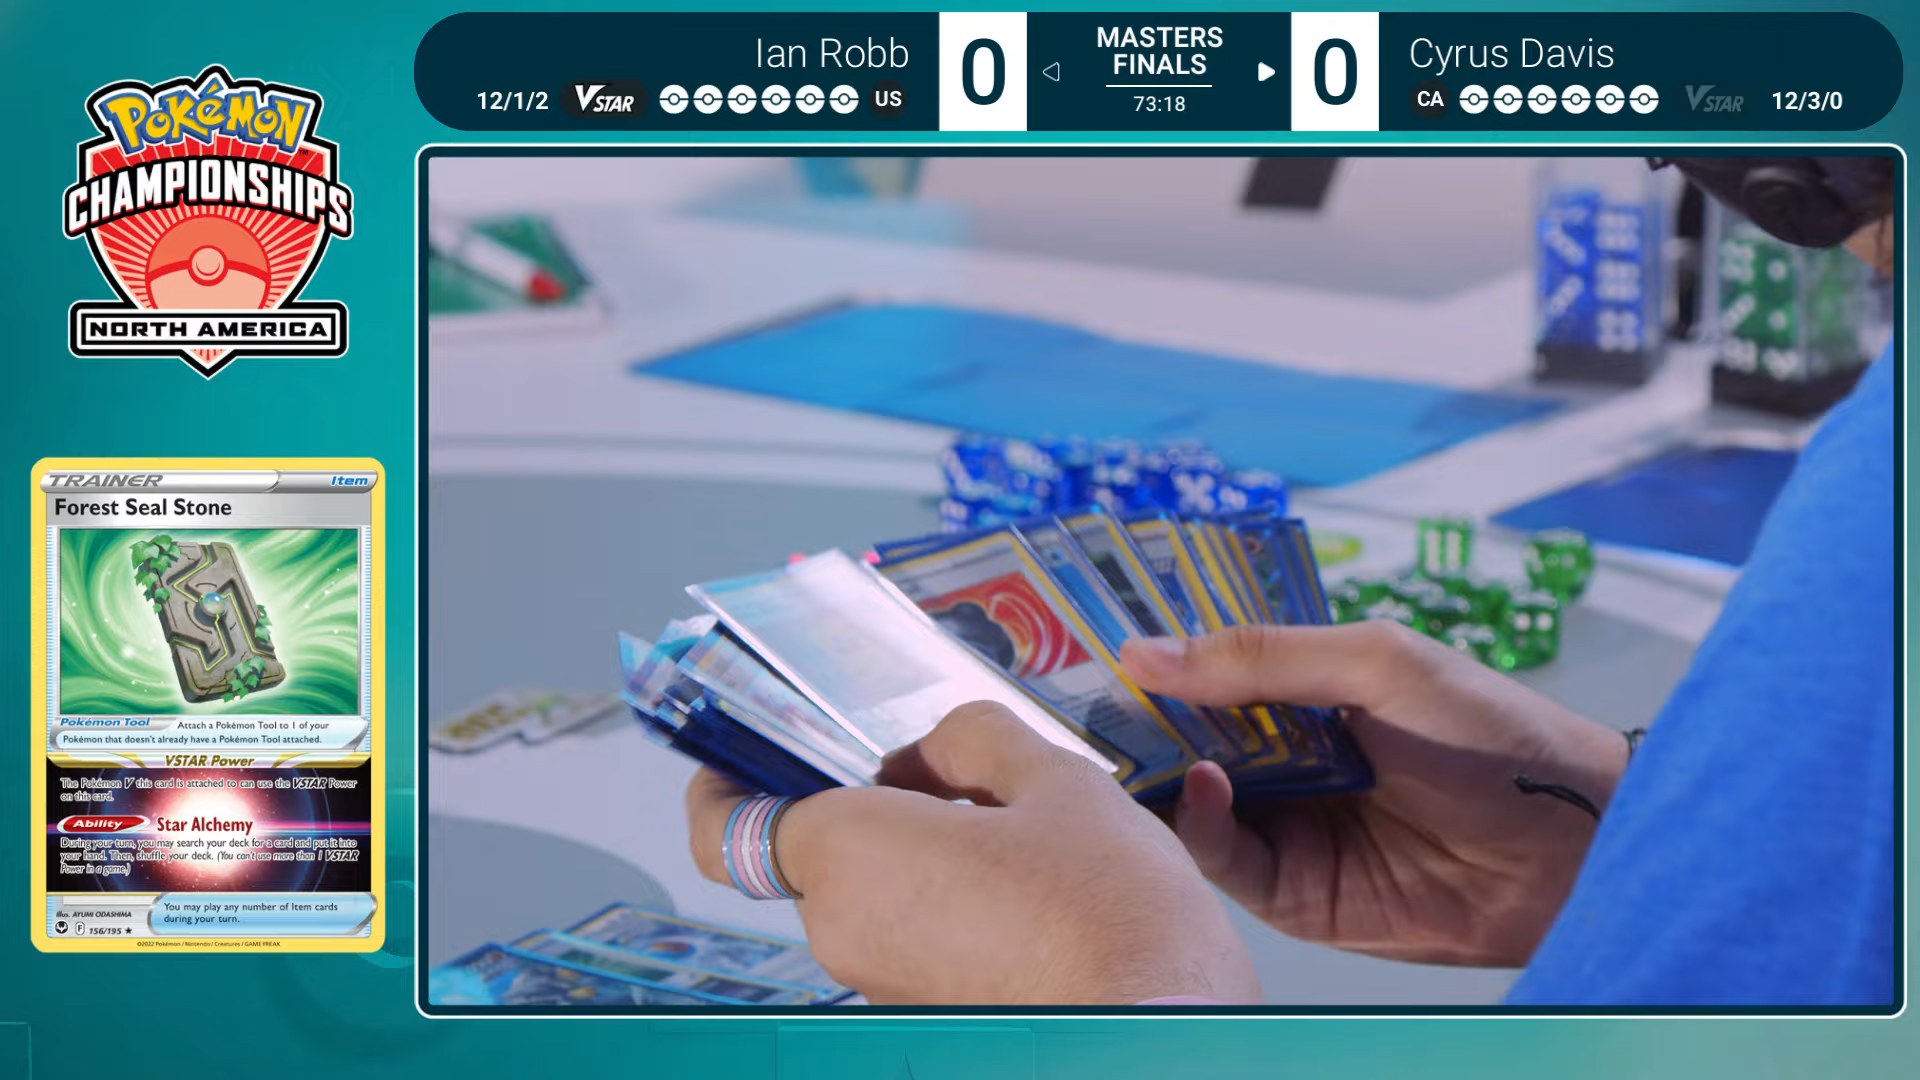 Pokémon
CHAMPIONSHIPS
NORTH AMERICA
Ian Robb
0
MASTERS
FINALS
73:18
0
Cyrus Davis
12/1/2
VSTAR
US
CA
VSTAR
12/3/0
TRAINER
Item
Forest Seal Stone
Pokémon Tool
Attach a Pokémon Tool to 1 of your
Pokémon that doesn't already have a Pokémon Tool attached.
VSTAR Power
The Pokémon V this card is attached to can use the VSTAR Power
on this card.
Ability
Star Alchemy
During your turn, you may search your deck for a card and put it into
your hand. Then, shuffle your deck. (You can't use more than 1 VSTAR
Power in a game.)
You may play any number of Item cards
during your turn.
Illus. AYUMI ODASHIMA
F 156/195 ★
©2022 Pokémon / Nintendo / Creatures / GAME FREAK